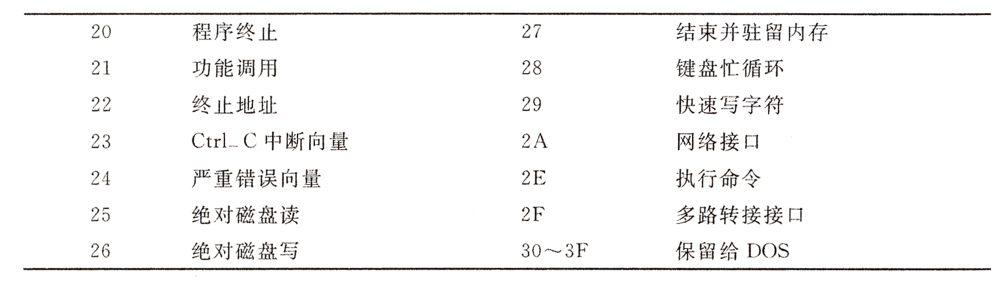 20 程序终止 27 结束并驻留内存
21 功能调用 28 键盘忙循环
22 终止地址 29 快速写字符
23 Ctrl_C 中断向量 2A 网络接口
24 严重错误向量 2E 执行命令
25 绝对磁盘读 2F 多路转接接口
26 绝对磁盘写 30～3F 保留给 DOS